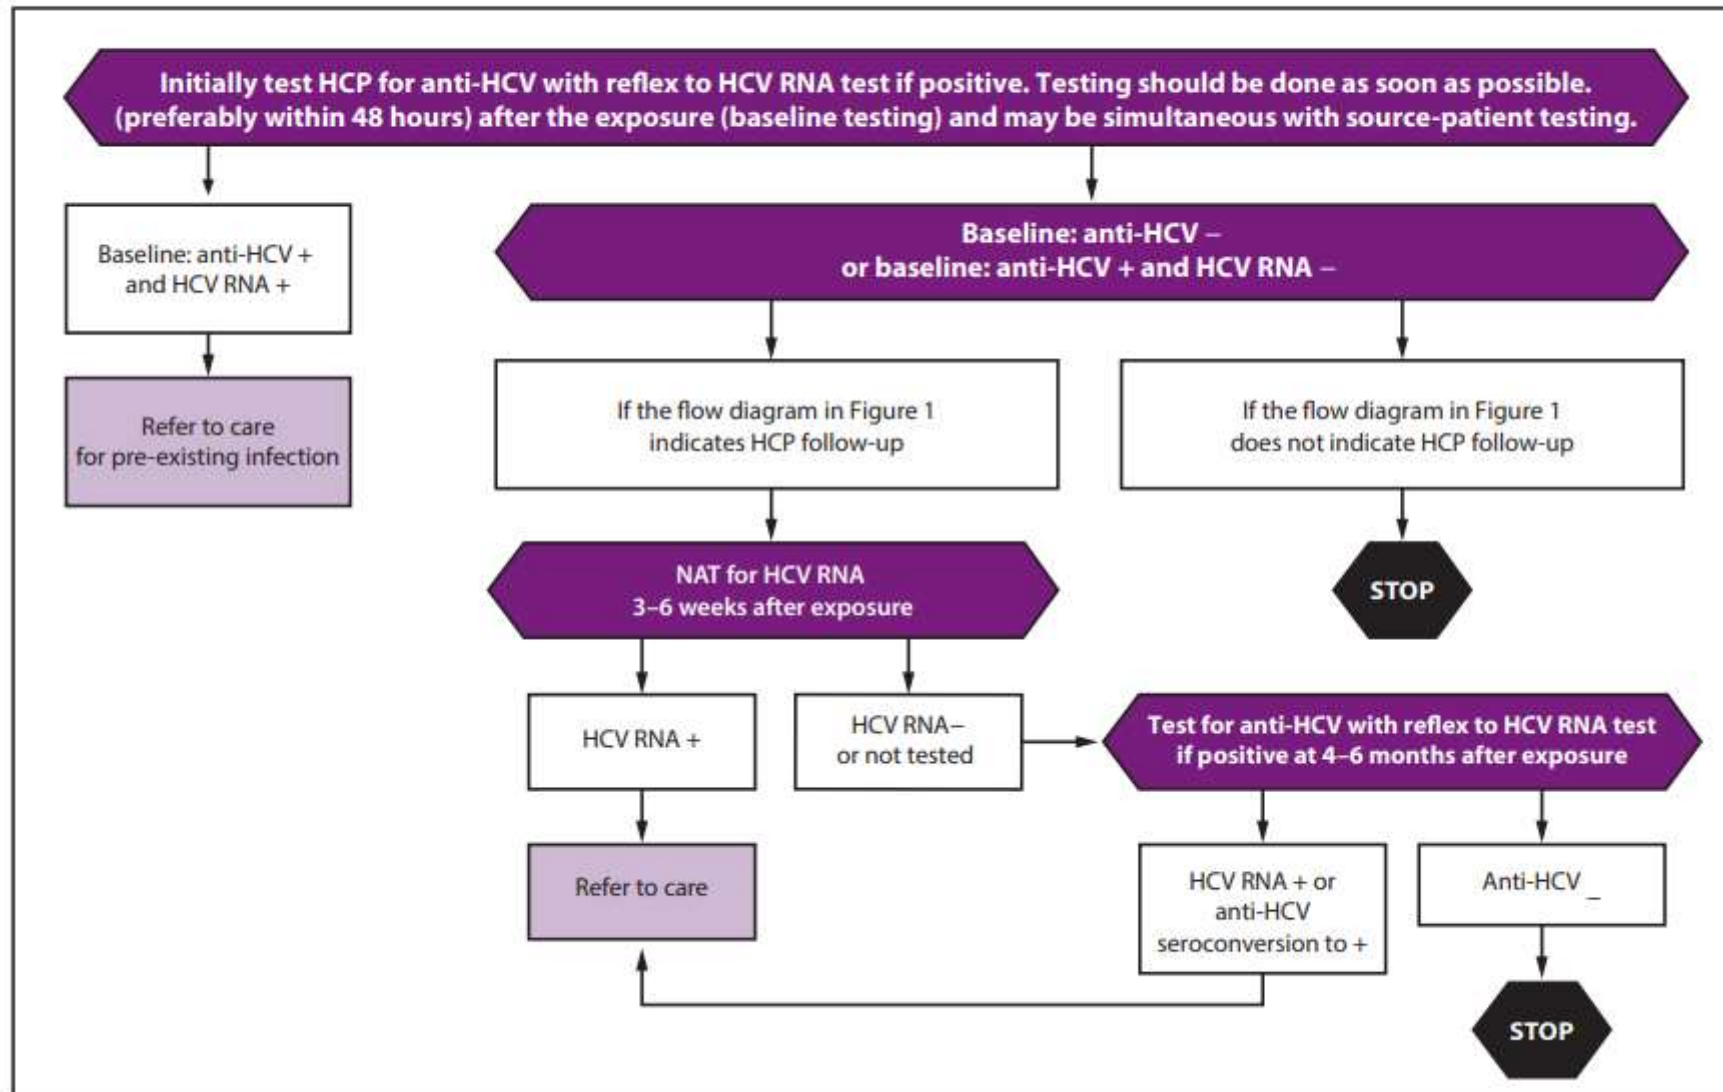 Initially test HCP for anti-HCV with reflex to HCV RNA test if positive. Testing should be done as soon as possible.
(preferably within 48 hours) after the exposure (baseline testing) and may be simultaneous with source-patient testing.
Baseline: anti-HCV +
and HCV RNA +
Refer to care
for pre-existing infection
Baseline: anti-HCV –
or baseline: anti-HCV + and HCV RNA –
If the flow diagram in Figure 1
indicates HCP follow-up
If the flow diagram in Figure 1
does not indicate HCP follow-up
STOP
NAT for HCV RNA
3–6 weeks after exposure
HCV RNA +
HCV RNA–
or not tested
Test for anti-HCV with reflex to HCV RNA test
if positive at 4–6 months after exposure
Refer to care
HCV RNA + or
anti-HCV
seroconversion to +
Anti-HCV _
STOP